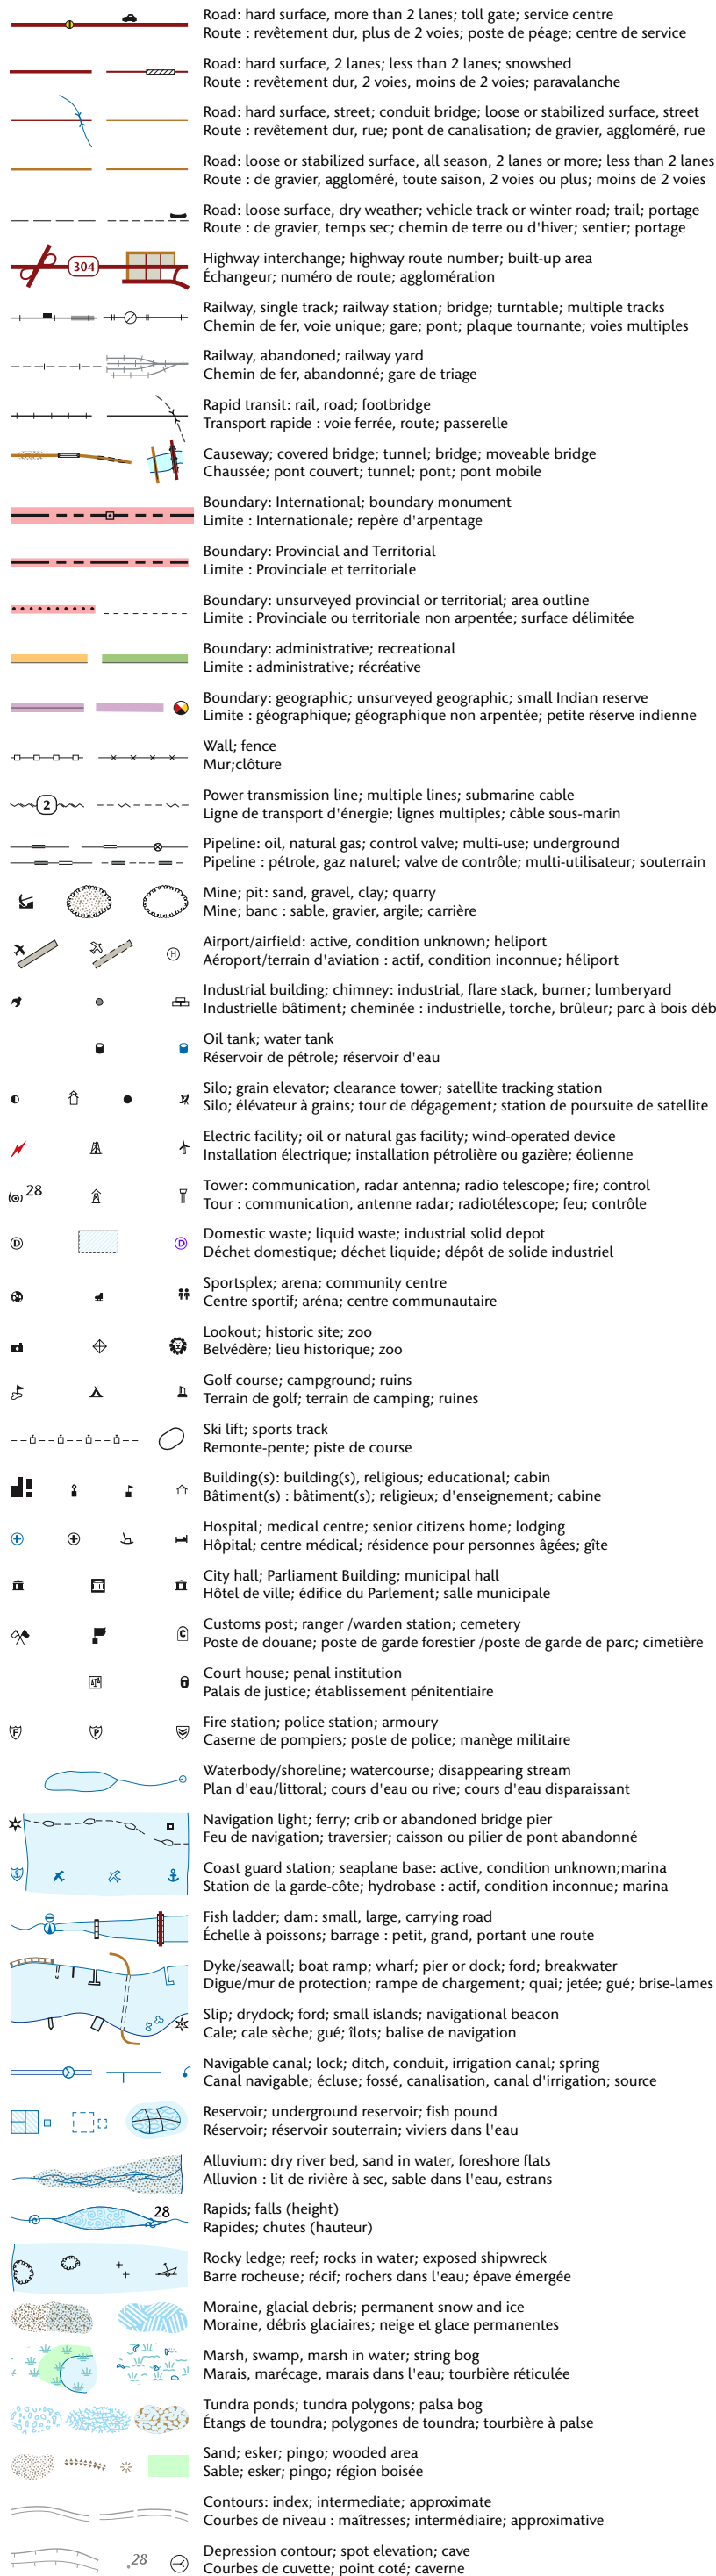 Road: hard surface, more than 2 lanes; toll gate; service centre
Route : revêtement dur, plus de 2 voies; poste de péage; centre de service
Road: hard surface, 2 lanes; less than 2 lanes; snowshed
Route : revêtement dur, 2 voies, moins de 2 voies; paravalanche
Road: hard surface, street; conduit bridge; loose or stabilized surface, street
Route : revêtement dur, rue; pont de canalisation; de gravier, aggloméré, rue
Road: loose or stabilized surface, all season, 2 lanes or more; less than 2 lanes
Route : de gravier, aggloméré, toute saison, 2 voies ou plus; moins de 2 voies
Road: loose surface, dry weather; vehicle track or winter road; trail; portage
Route : de gravier, temps sec; chemin de terre ou d'hiver; sentier; portage
304
Highway interchange; highway route number; built-up area
Échangeur; numéro de route; agglomération
Railway, single track; railway station; bridge; turntable; multiple tracks
Chemin de fer, voie unique; gare; pont; plaque tournante; voies multiples
Railway, abandoned; railway yard
Chemin de fer, abandonné; gare de triage
Rapid transit: rail, road; footbridge
Transport rapide : voie ferrée, route; passerelle
Causeway; covered bridge; tunnel; bridge; moveable bridge
Chaussée; pont couvert; tunnel; pont; pont mobile
Boundary: International; boundary monument
Limite : Internationale; repère d'arpentage
Boundary: Provincial and Territorial
Limite : Provinciale et territoriale
Boundary: unsurveyed provincial or territorial; area outline
Limite : Provinciale ou territoriale non arpentée; surface délimitée
Boundary: administrative; recreational
Limite : administrative; récréative
Boundary: geographic; unsurveyed geographic; small Indian reserve
Limite : géographique; géographique non arpentée; petite réserve indienne
Wall; fence
Mur;clôture
2
Power transmission line; multiple lines; submarine cable
Ligne de transport d'énergie; lignes multiples; câble sous-marin
Pipeline: oil, natural gas; control valve; multi-use; underground
Pipeline : pétrole, gaz naturel; valve de contrôle; multi-utilisateur; souterrain
Mine; pit: sand, gravel, clay; quarry
Mine; banc : sable, gravier, argile; carrière
H
Airport/airfield: active, condition unknown; heliport
Aéroport/terrain d'aviation : actif, condition inconnue; héliport
Industrial building; chimney: industrial, flare stack, burner; lumberyard
Industrielle bâtiment; cheminée : industrielle, torche, brûleur; parc à bois déb
Oil tank; water tank
Réservoir de pétrole; réservoir d'eau
Silo; grain elevator; clearance tower; satellite tracking station
Silo; élévateur à grains; tour de dégagement; station de poursuite de satellite
Electric facility; oil or natural gas facility; wind-operated device
Installation électrique; installation pétrolière ou gazière; éolienne
28
Tower: communication, radar antenna; radio telescope; fire; control
Tour : communication, antenne radar; radiotélescope; feu; contrôle
D D
Domestic waste; liquid waste; industrial solid depot
Déchet domestique; déchet liquide; dépôt de solide industriel
Sportsplex; arena; community centre
Centre sportif; aréna; centre communautaire
Lookout; historic site; zoo
Belvédère; lieu historique; zoo
Golf course; campground; ruins
Terrain de golf; terrain de camping; ruines
Ski lift; sports track
Remonte-pente; piste de course
Building(s): building(s), religious; educational; cabin
Bâtiment(s) : bâtiment(s); religieux; d'enseignement; cabine
Hospital; medical centre; senior citizens home; lodging
Hôpital; centre médical; résidence pour personnes âgées; gîte
City hall; Parliament Building; municipal hall
Hôtel de ville; édifice du Parlement; salle municipale
C
Customs post; ranger /warden station; cemetery
Poste de douane; poste de garde forestier /poste de garde de parc; cimetière
Court house; penal institution
Palais de justice; établissement pénitentiaire
F P
Fire station; police station; armoury
Caserne de pompiers; poste de police; manège militaire
Waterbody/shoreline; watercourse; disappearing stream
Plan d'eau/littoral; cours d'eau ou rive; cours d'eau disparaissant
Navigation light; ferry; crib or abandoned bridge pier
Feu de navigation; traversier; caisson ou pilier de pont abandonné
Coast guard station; seaplane base: active, condition unknown;marina
Station de la garde-côte; hydrobase : actif, condition inconnue; marina
Fish ladder; dam: small, large, carrying road
Échelle à poissons; barrage : petit, grand, portant une route
Dyke/seawall; boat ramp; wharf; pier or dock; ford; breakwater
Digue/mur de protection; rampe de chargement; quai; jetée; gué; brise-lames
Slip; drydock; ford; small islands; navigational beacon
Cale; cale sèche; gué; îlots; balise de navigation
Navigable canal; lock; ditch, conduit, irrigation canal; spring
Canal navigable; écluse; fossé, canalisation, canal d'irrigation; source
Reservoir; underground reservoir; fish pound
Réservoir; réservoir souterrain; viviers dans l'eau
Alluvium: dry river bed, sand in water, foreshore flats
Alluvion : lit de rivière à sec, sable dans l'eau, estrans
28
Rapids; falls (height)
Rapides; chutes (hauteur)
Rocky ledge; reef; rocks in water; exposed shipwreck
Barre rocheuse; récif; rochers dans l'eau; épave émergée
Moraine, glacial debris; permanent snow and ice
Moraine, débris glaciaires; neige et glace permanentes
Marsh, swamp, marsh in water; string bog
Marais, marécage, marais dans l'eau; tourbière réticulée
Tundra ponds; tundra polygons; palsa bog
Étangs de toundra; polygones de toundra; tourbière à palse
Sand; esker; pingo; wooded area
Sable; esker; pingo; région boisée
Contours: index; intermediate; approximate
Courbes de niveau : maîtresses; intermédiaire; approximative
.28
Depression contour; spot elevation; cave
Courbes de cuvette; point coté; caverne